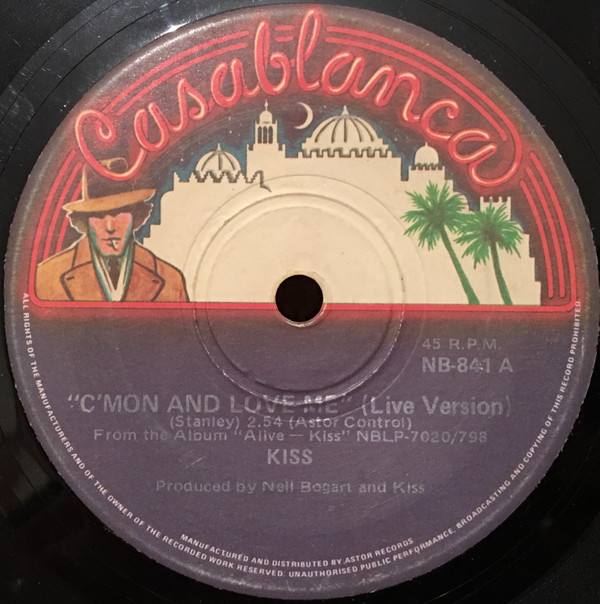 Casablanca
45 R.P.M.
NB-841 A
"C'MON AND LOVE ME" (Live Version)
(Stanley) 2.54 (Astor Control)
From the Album "Alive — Kiss" NBLP-7020/798
KISS
Produced by Neil Bogart and Kiss
MANUFACTURED AND DISTRIBUTED BY ASTOR RECORDS
ALL RIGHTS OF THE MANUFACTURERS AND OF THE OWNER OF THE RECORDED WORK RESERVED. UNAUTHORISED PUBLIC PERFORMANCE, BROADCASTING AND COPYING OF THIS RECORD PROHIBITED